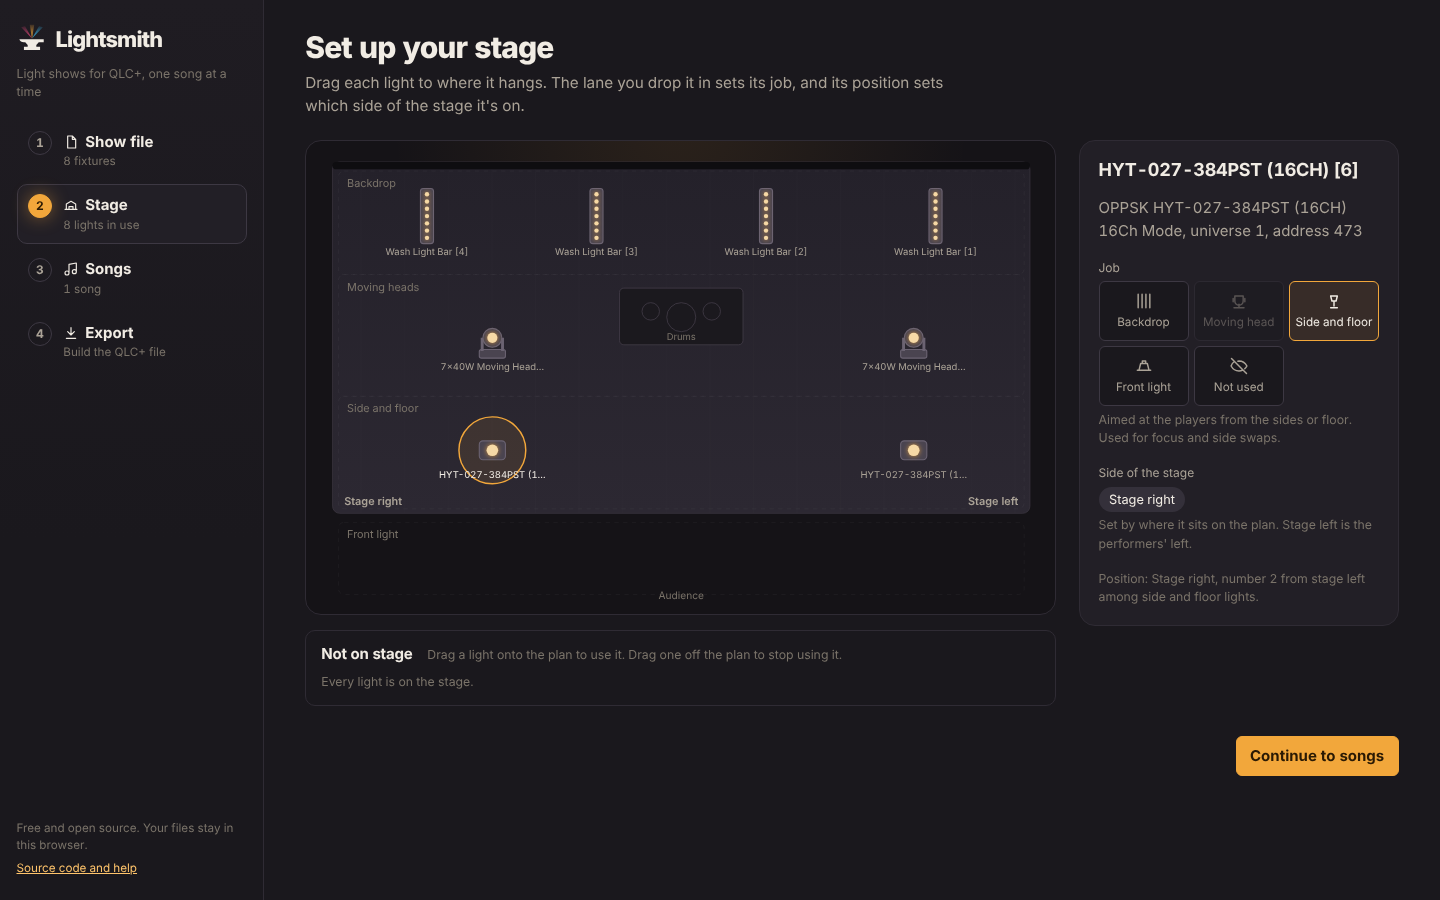 Lightsmith
Light shows for QLC+, one song at a
time
1
Show file
8 fixtures
2
Stage
8 lights in use
3
Songs
1 song
4
Export
Build the QLC+ file
Free and open source. Your files stay in
this browser.
Source code and help
Set up your stage
Drag each light to where it hangs. The lane you drop it in sets its job, and its position sets
which side of the stage it's on.
Backdrop
Wash Light Bar [4]
Wash Light Bar [3]
Wash Light Bar [2]
Wash Light Bar [1]
Moving heads
Drums
7×40W Moving Head...
7×40W Moving Head...
Side and floor
HYT-027-384PST (1...
HYT-027-384PST (1...
Stage right
Stage left
Front light
Audience
Not on stage
Drag a light onto the plan to use it. Drag one off the plan to stop using it.
Every light is on the stage.
HYT-027-384PST (16CH) [6]
OPPSK HYT-027-384PST (16CH)
16Ch Mode, universe 1, address 473
Job
Backdrop
Moving head
Side and floor
Front light
Not used
Aimed at the players from the sides or floor.
Used for focus and side swaps.
Side of the stage
Stage right
Set by where it sits on the plan. Stage left is the
performers' left.
Position: Stage right, number 2 from stage left
among side and floor lights.
Continue to songs